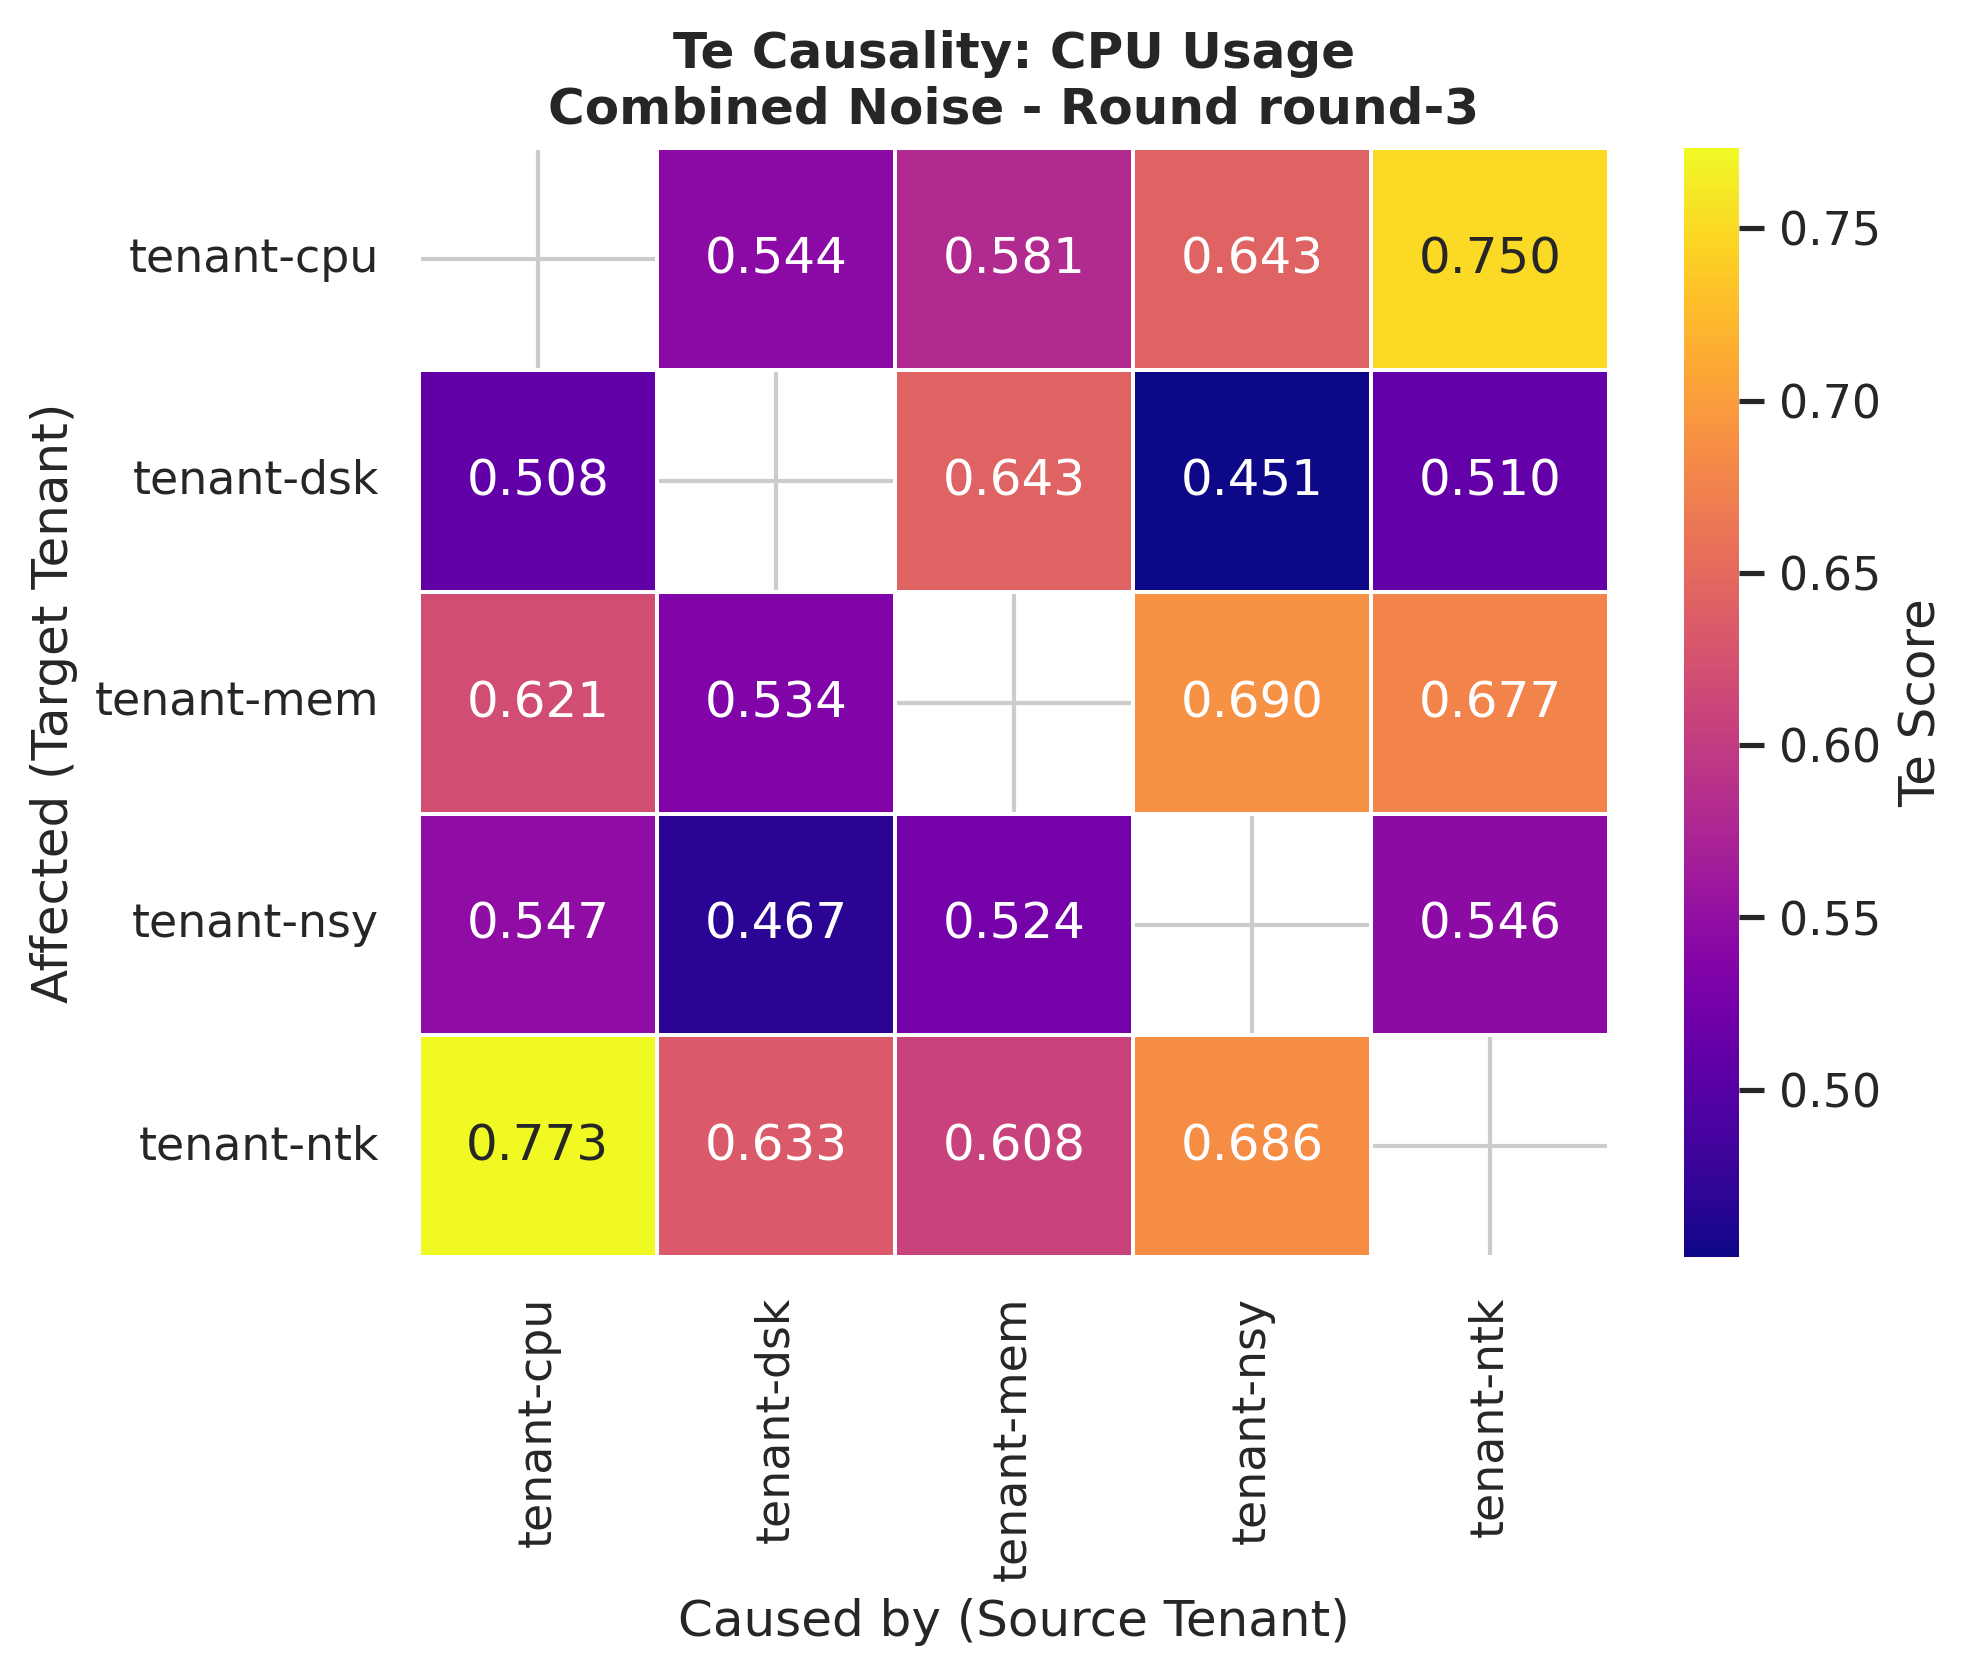 Te Causality: CPU Usage
Combined Noise - Round round-3
Affected (Target Tenant)
tenant-cpu 0.544 0.581 0.643 0.750
tenant-dsk 0.508 0.643 0.451 0.510
tenant-mem 0.621 0.534 0.690 0.677
tenant-nsy 0.547 0.467 0.524 0.546
tenant-ntk 0.773 0.633 0.608 0.686
tenant-cpu
tenant-dsk
tenant-mem
tenant-nsy
tenant-ntk
Caused by (Source Tenant)
0.75
0.70
0.65
0.60
0.55
0.50
Te Score